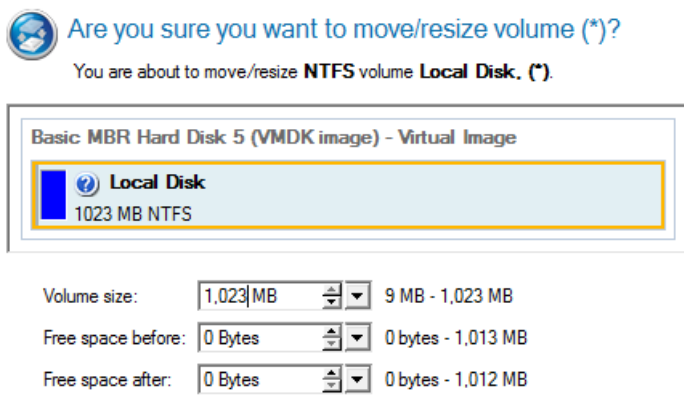 Are you sure you want to move/resize volume (*)?
You are about to move/resize NTFS volume Local Disk, (*).
Basic MBR Hard Disk 5 (VMDK image) - Virtual Image
? Local Disk
1023 MB NTFS
Volume size: 1,023 MB 9 MB - 1,023 MB
Free space before: 0 Bytes 0 bytes - 1,013 MB
Free space after: 0 Bytes 0 bytes - 1,012 MB